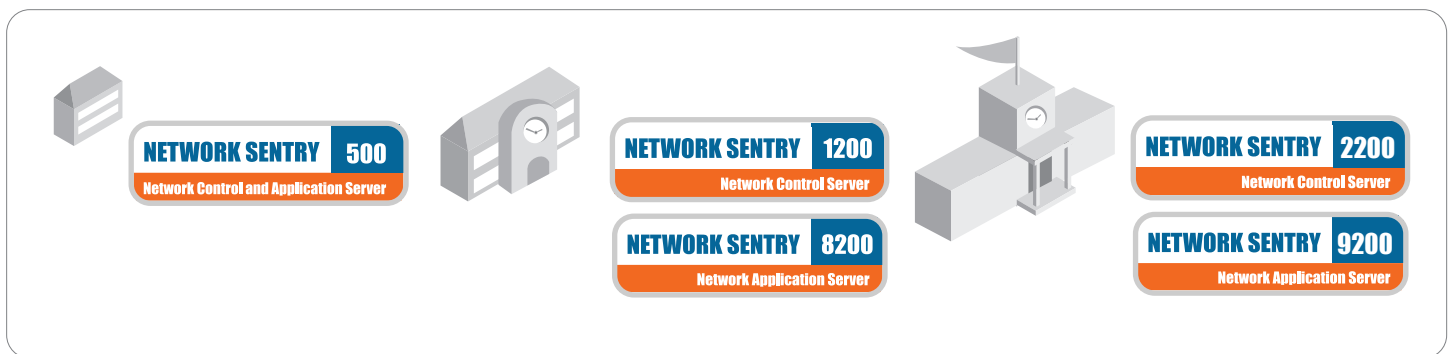 NETWORK SENTRY 500
Network Control and Application Server
NETWORK SENTRY 1200
Network Control Server
NETWORK SENTRY 8200
Network Application Server
NETWORK SENTRY 2200
Network Control Server
NETWORK SENTRY 9200
Network Application Server